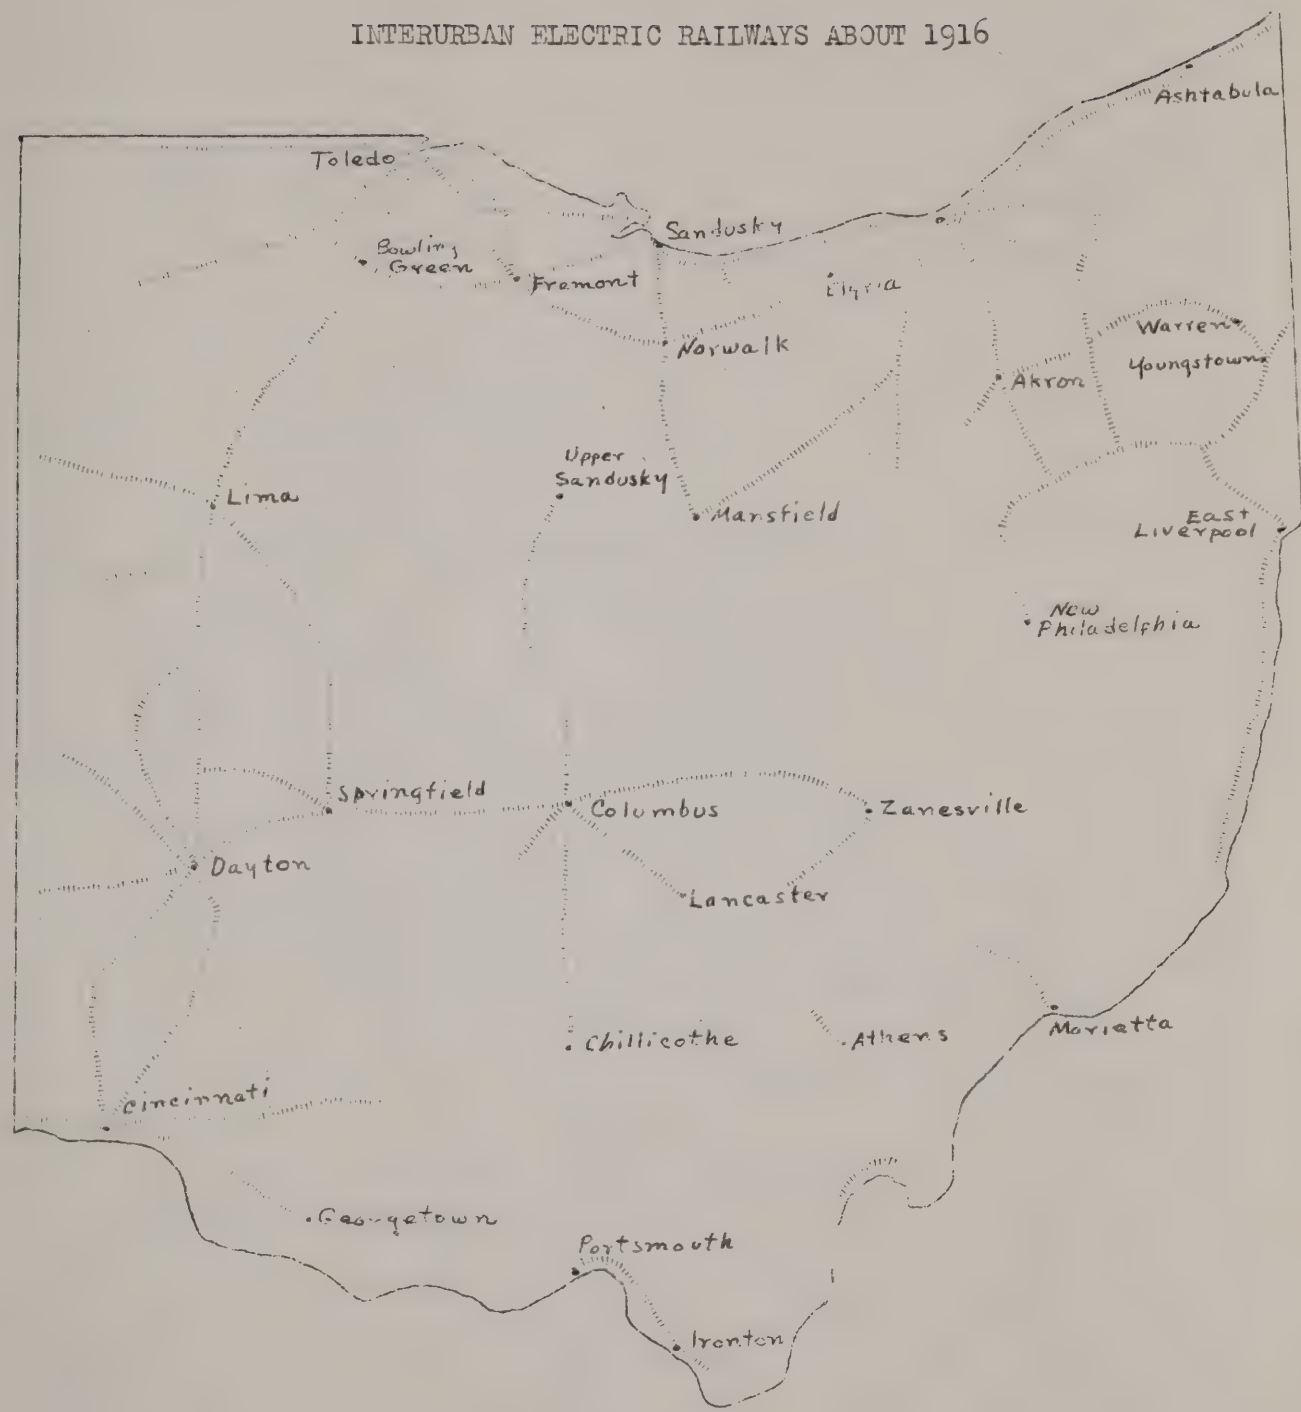 INTERURBAN ELECTRIC RAILWAYS ABOUT 1916
Ashtabula
Toledo
Sandusky
Bowling
Green
Fremont
Elyria
Norwalk
Warren
Youngstown
Akron
Upper
Sandusky
Lima
Mansfield
East
Liverpool
New
Philadelphia
Springfield
Columbus
Zanesville
Dayton
Lancaster
Chillicothe
Athens
Marietta
Cincinnati
Georgetown
Portsmouth
Ironton